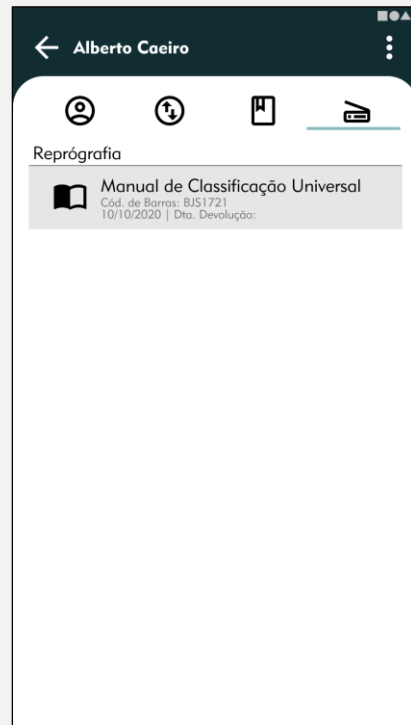 Alberto Caeiro
Reprógrafia
Manual de Classificação Universal
Cód. de Barras: BJS1721
10/10/2020 | Dta. Devolução: